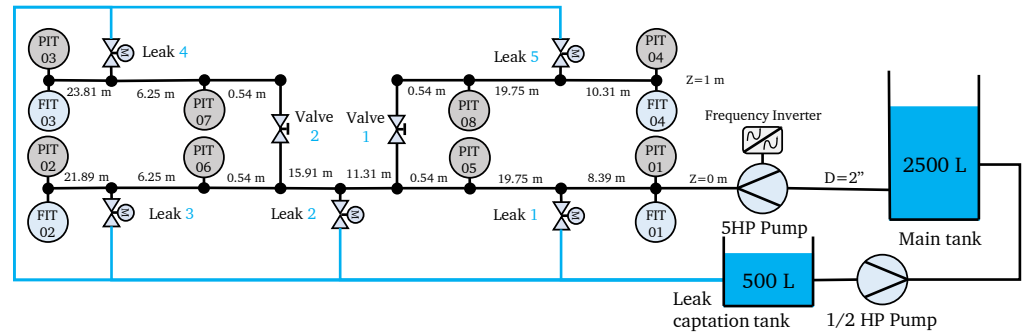 PIT
03
M
Leak 4
Leak 5
M
PIT
04
23.81 m
6.25 m
0.54 m
0.54 m
19.75 m
10.31 m
Z=1 m
FIT
03
PIT
07
Valve
2
Valve
1
PIT
08
FIT
04
Frequency Inverter
PIT
02
PIT
06
PIT
05
PIT
01
2500 L
21.89 m
6.25 m
0.54 m
15.91 m
11.31 m
0.54 m
19.75 m
8.39 m
Z=0 m
D=2”
FIT
02
M
Leak 3
Leak 2
M
Leak 1
M
FIT
01
5HP Pump
Main tank
500 L
Leak
captation tank
1/2 HP Pump